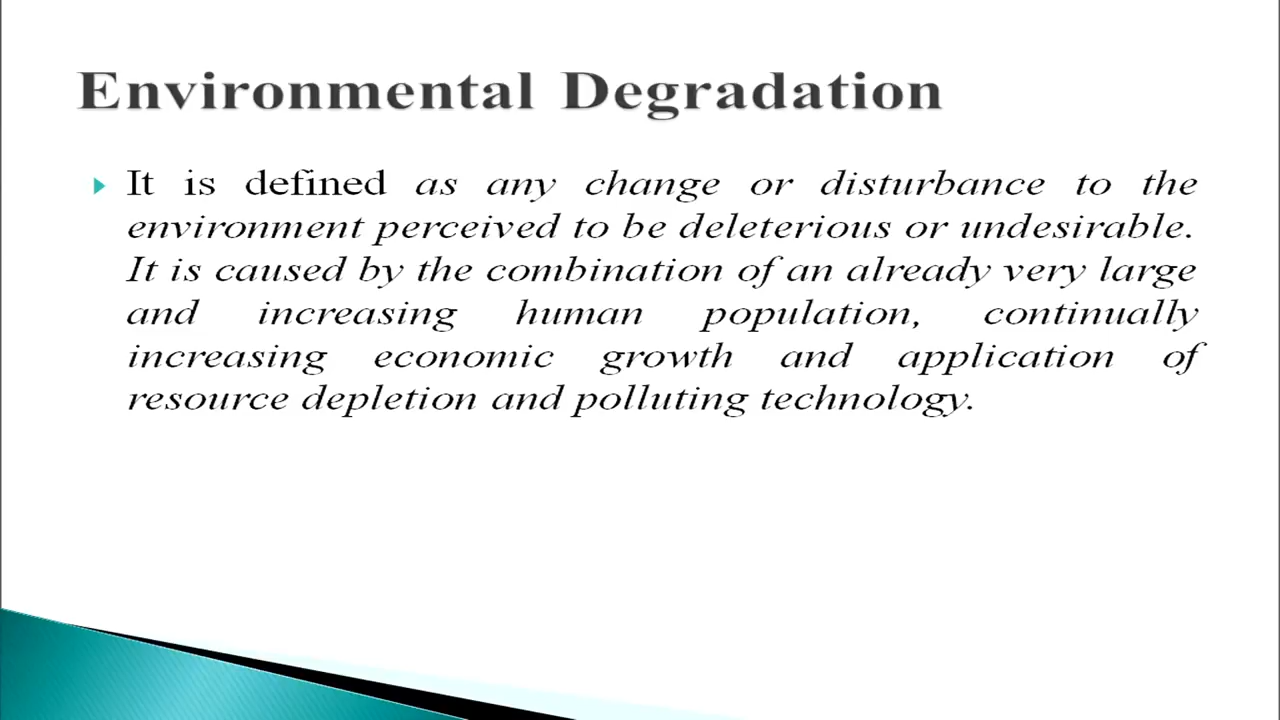 Environmental Degradation
It is defined as any change or disturbance to the
environment perceived to be deleterious or undesirable.
It is caused by the combination of an already very large
and increasing human population, continually
increasing economic growth and application of
resource depletion and polluting technology.